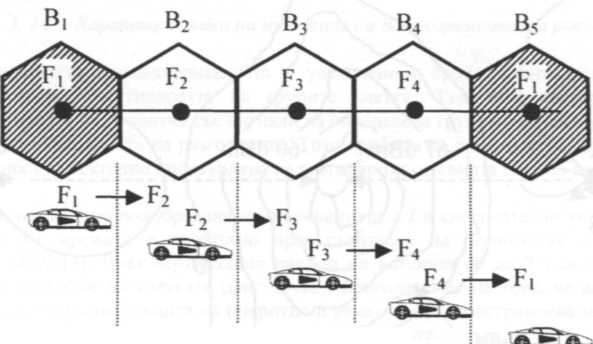 B₁ B₂ B₃ B₄ B₅
F₁ F₂ F₃ F₄ F₁
F₁ → F₂
F₂ → F₃
F₃ → F₄
F₄ → F₁